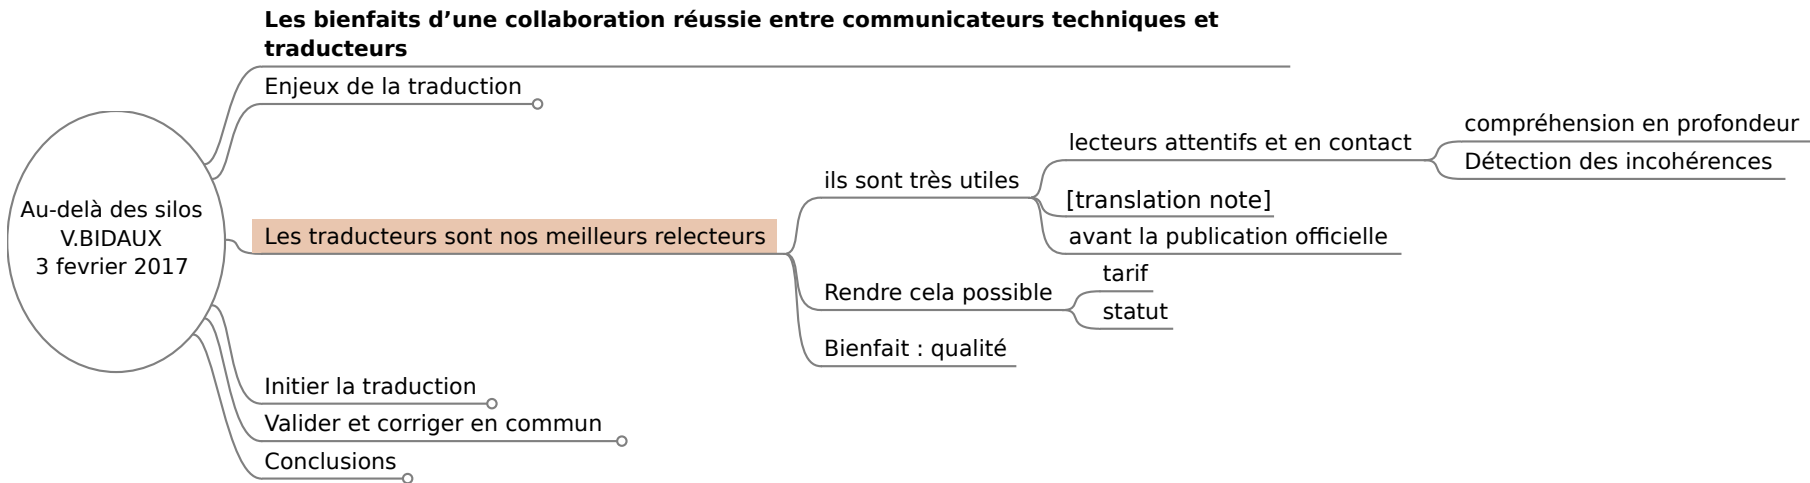 Les bienfaits d’une collaboration réussie entre communicateurs techniques et
traducteurs
Enjeux de la traduction
Au-delà des silos
V.BIDAUX
3 fevrier 2017
Les traducteurs sont nos meilleurs relecteurs
ils sont très utiles
lecteurs attentifs et en contact
compréhension en profondeur
Détection des incohérences
[translation note]
avant la publication officielle
Rendre cela possible
tarif
statut
Bienfait : qualité
Initier la traduction
Valider et corriger en commun
Conclusions